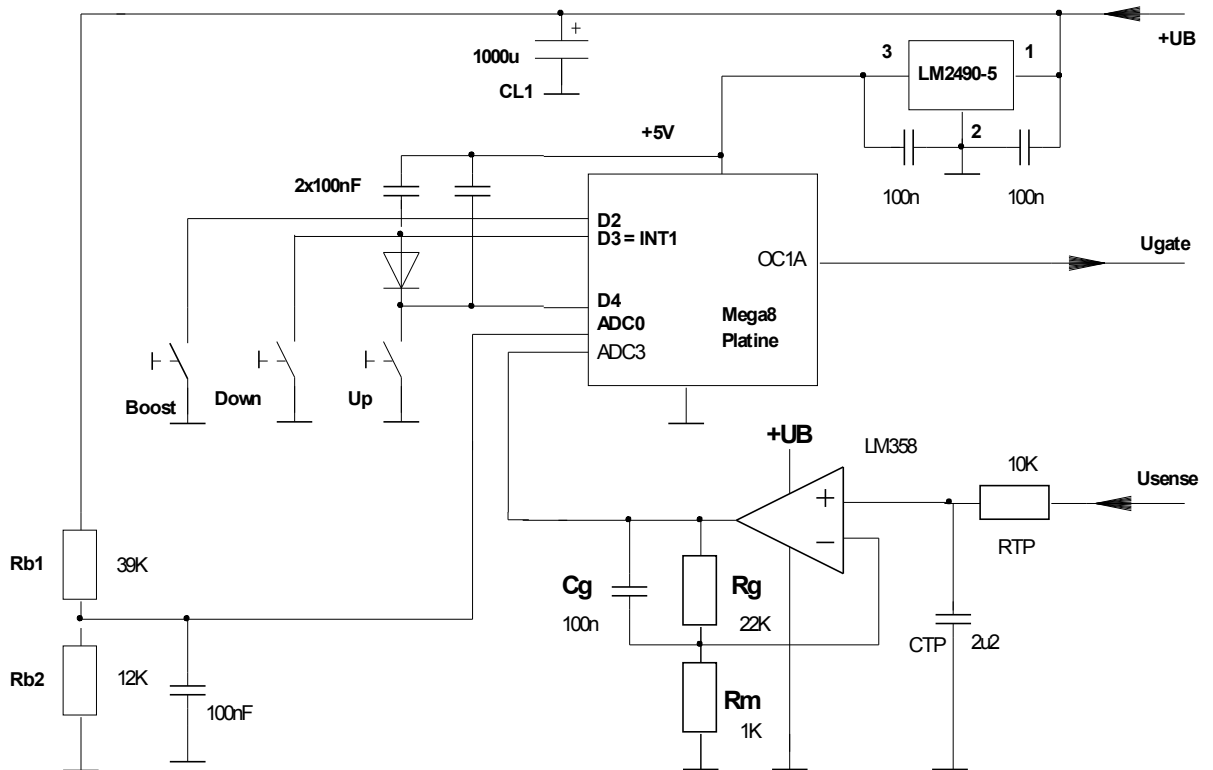 +UB
1000u
+
CL1
3
1
LM2490-5
2
100n
100n
+5V
2x100nF
D2
D3 = INT1
D4
ADC0
ADC3
OC1A
Mega8
Platine
Ugate
Boost
Down
Up
+UB
LM358
10K
RTP
Usense
+
−
Rb1
39K
Rb2
12K
100nF
Cg
100n
Rg
22K
Rm
1K
CTP
2u2